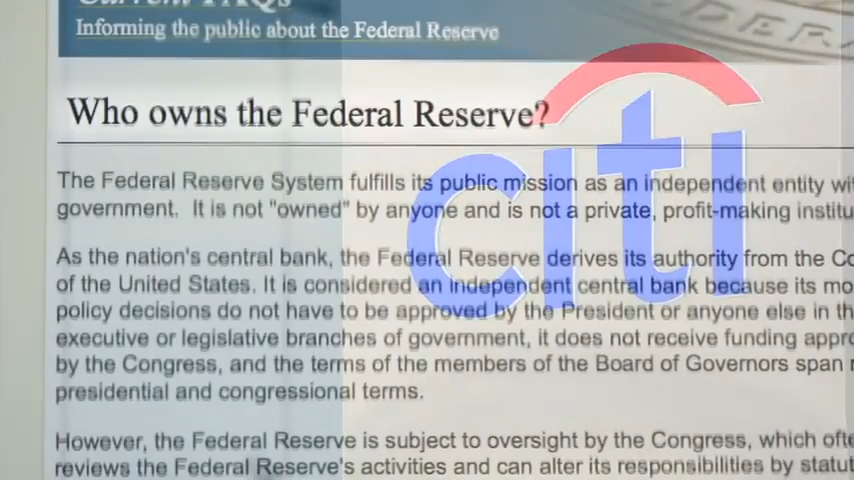 Current FAQs
Informing the public about the Federal Reserve
FEDERA
Who owns the Federal Reserve?
citi
The Federal Reserve System fulfills its public mission as an independent entity wi
government. It is not "owned" by anyone and is not a private, profit-making institu
As the nation's central bank, the Federal Reserve derives its authority from the Co
of the United States. It is considered an independent central bank because its mo
policy decisions do not have to be approved by the President or anyone else in th
executive or legislative branches of government, it does not receive funding appro
by the Congress, and the terms of the members of the Board of Governors span
presidential and congressional terms.
However, the Federal Reserve is subject to oversight by the Congress, which ofte
reviews the Federal Reserve's activities and can alter its responsibilities by statut